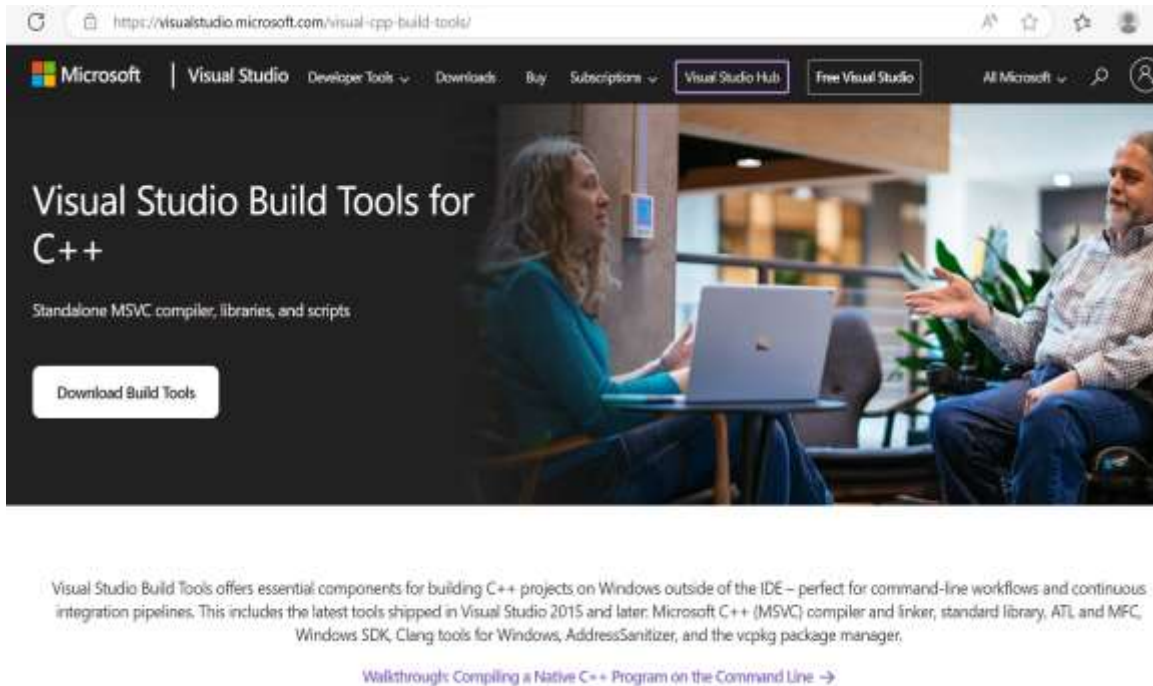 https://visualstudio.microsoft.com/visual-cpp-build-tools/
Microsoft | Visual Studio Developer Tools Downloads Buy Subscriptions Visual Studio Hub Free Visual Studio All Microsoft
Visual Studio Build Tools for
C++
Standalone MSVC compiler, libraries, and scripts
Download Build Tools
Visual Studio Build Tools offers essential components for building C++ projects on Windows outside of the IDE – perfect for command-line workflows and continuous
integration pipelines. This includes the latest tools shipped in Visual Studio 2015 and later: Microsoft C++ (MSVC) compiler and linker, standard library, ATL and MFC,
Windows SDK, Clang tools for Windows, AddressSanitizer, and the vcpkg package manager.
Walkthrough: Compiling a Native C++ Program on the Command Line →